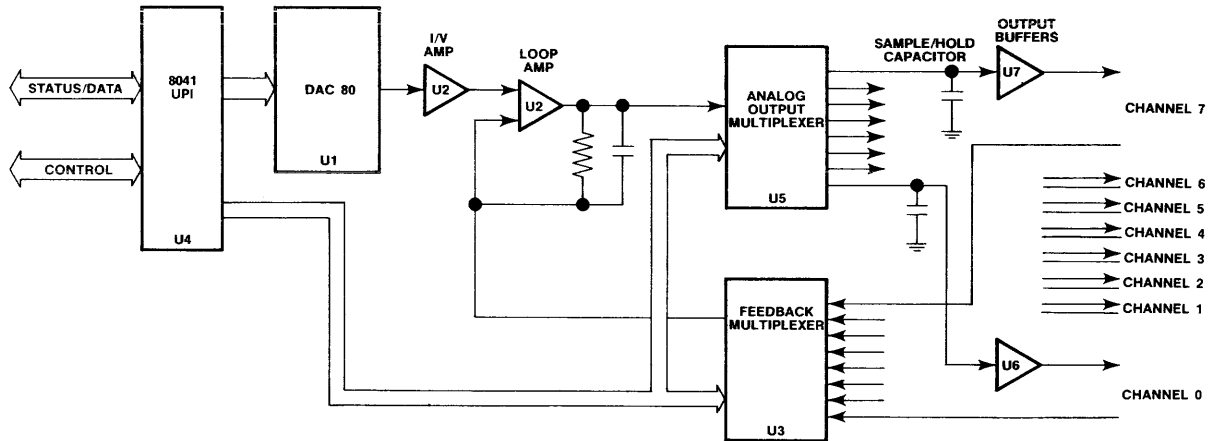 STATUS/DATA
CONTROL
8041
UPI
U4
DAC 80
U1
I/V
AMP
U2
LOOP
AMP
U2
ANALOG
OUTPUT
MULTIPLEXER
U5
SAMPLE/HOLD
CAPACITOR
OUTPUT
BUFFERS
U7
CHANNEL 7
CHANNEL 6
CHANNEL 5
CHANNEL 4
CHANNEL 3
CHANNEL 2
CHANNEL 1
FEEDBACK
MULTIPLEXER
U3
U6
CHANNEL 0